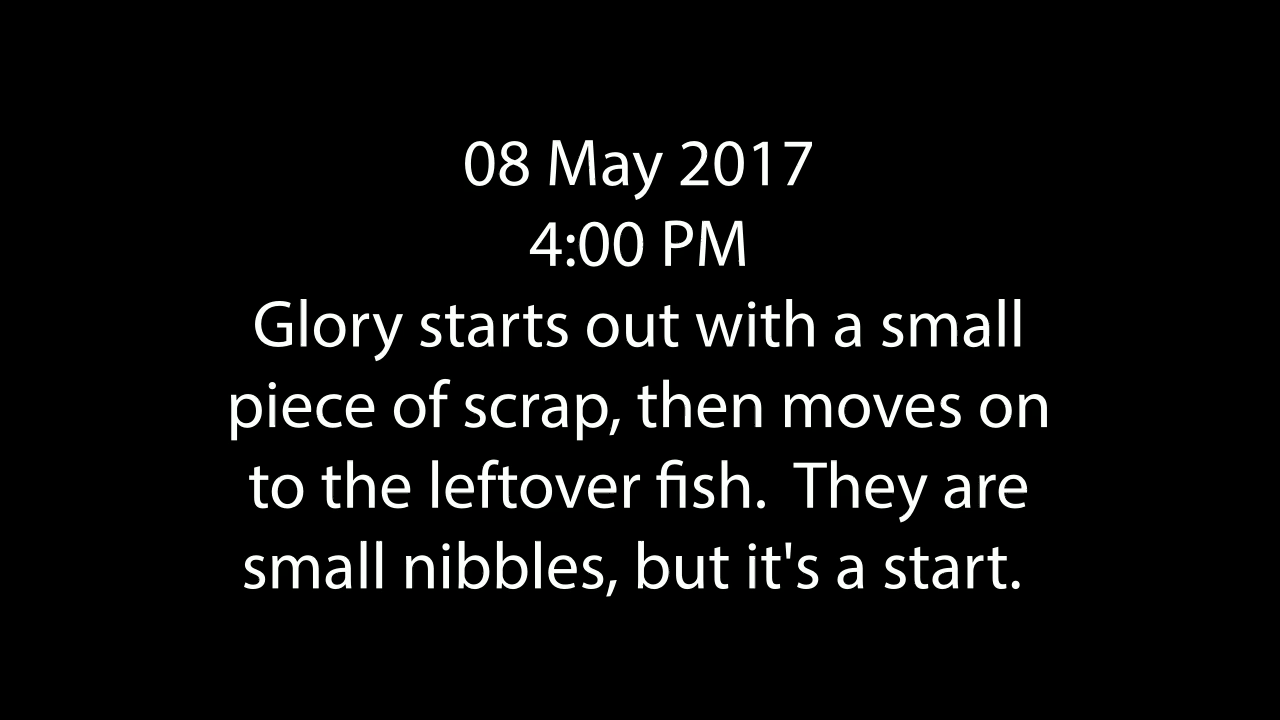 08 May 2017
4:00 PM
Glory starts out with a small
piece of scrap, then moves on
to the leftover fish.  They are
small nibbles, but it's a start.